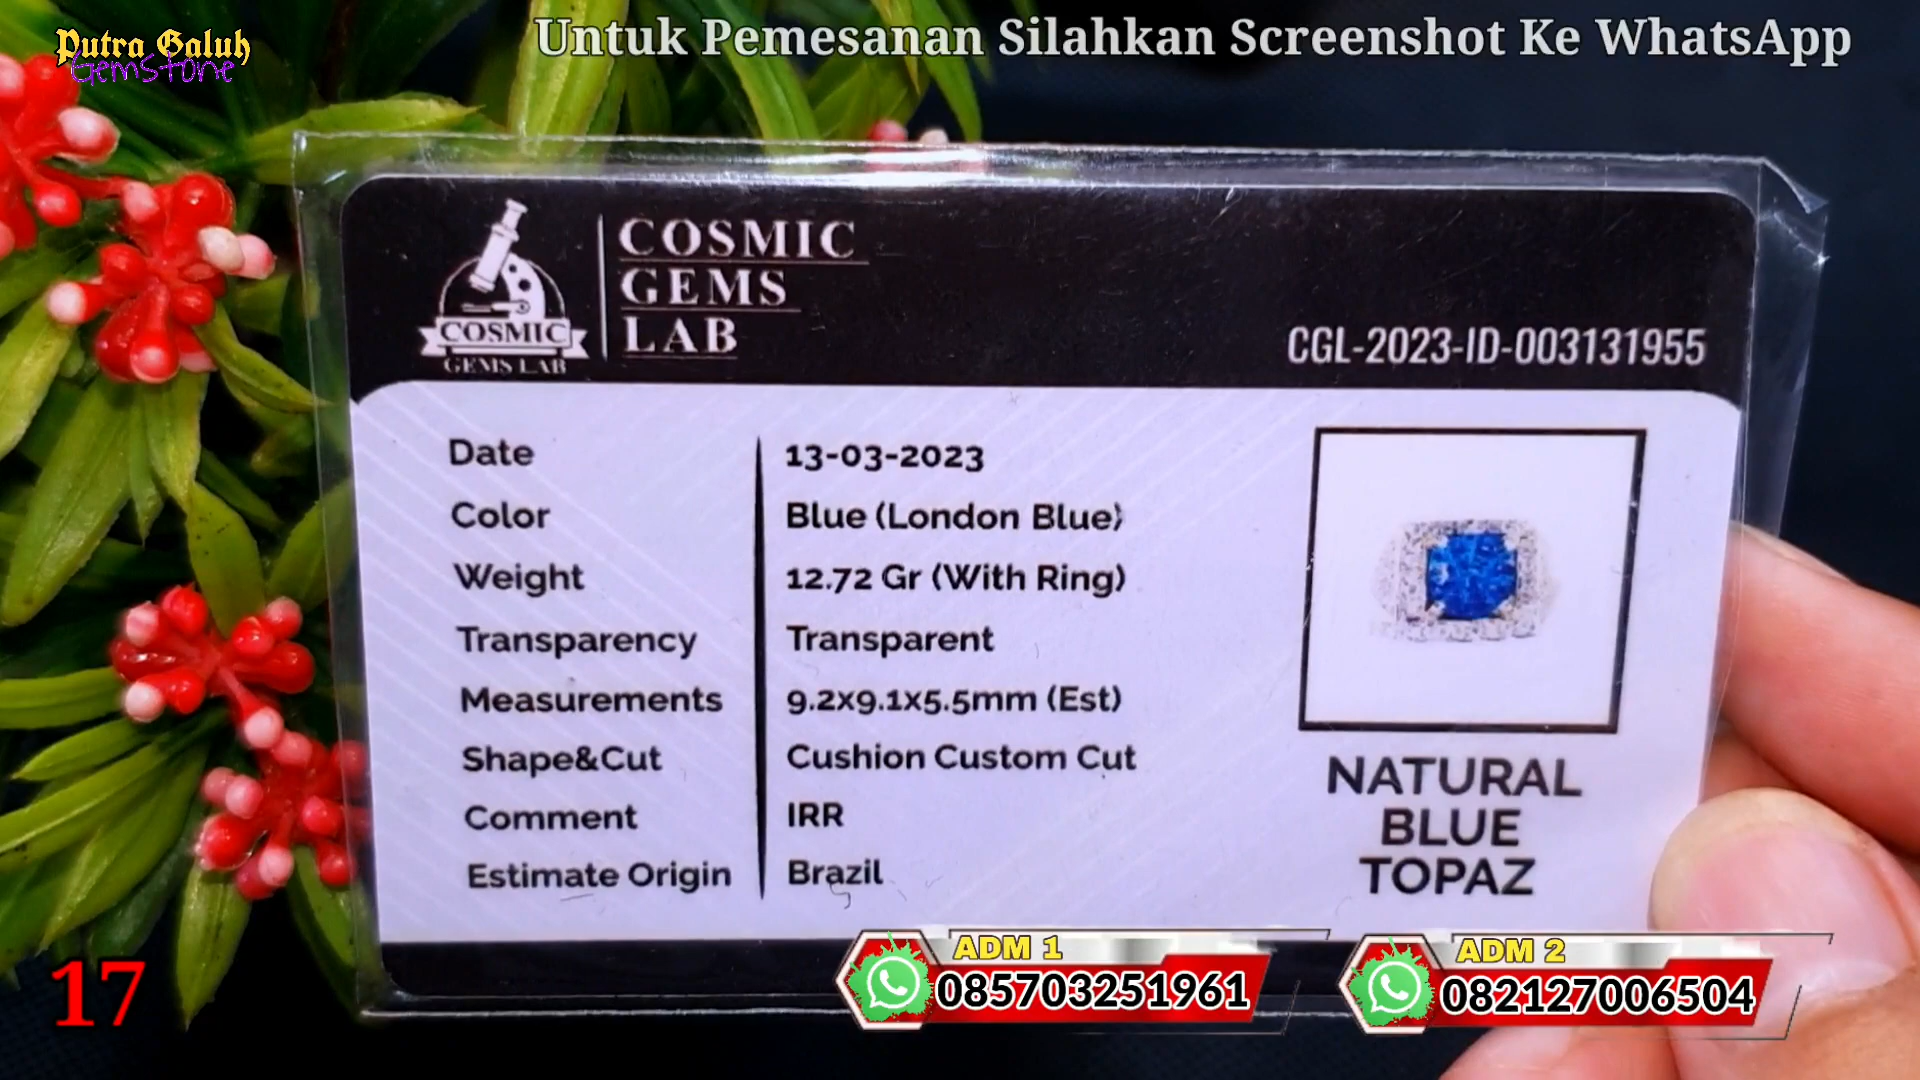 Putra Galuh
GemStone
Untuk Pemesanan Silahkan Screenshot Ke WhatsApp
COSMIC
GEMS LAB
COSMIC
GEMS
LAB
CGL-2023-ID-003131955
Date 13-03-2023
Color Blue (London Blue)
Weight 12.72 Gr (With Ring)
Transparency Transparent
Measurements 9.2x9.1x5.5mm (Est)
Shape&Cut Cushion Custom Cut
Comment IRR
Estimate Origin Brazil
NATURAL
BLUE
TOPAZ
17
ADM 1
085703251961
ADM 2
082127006504